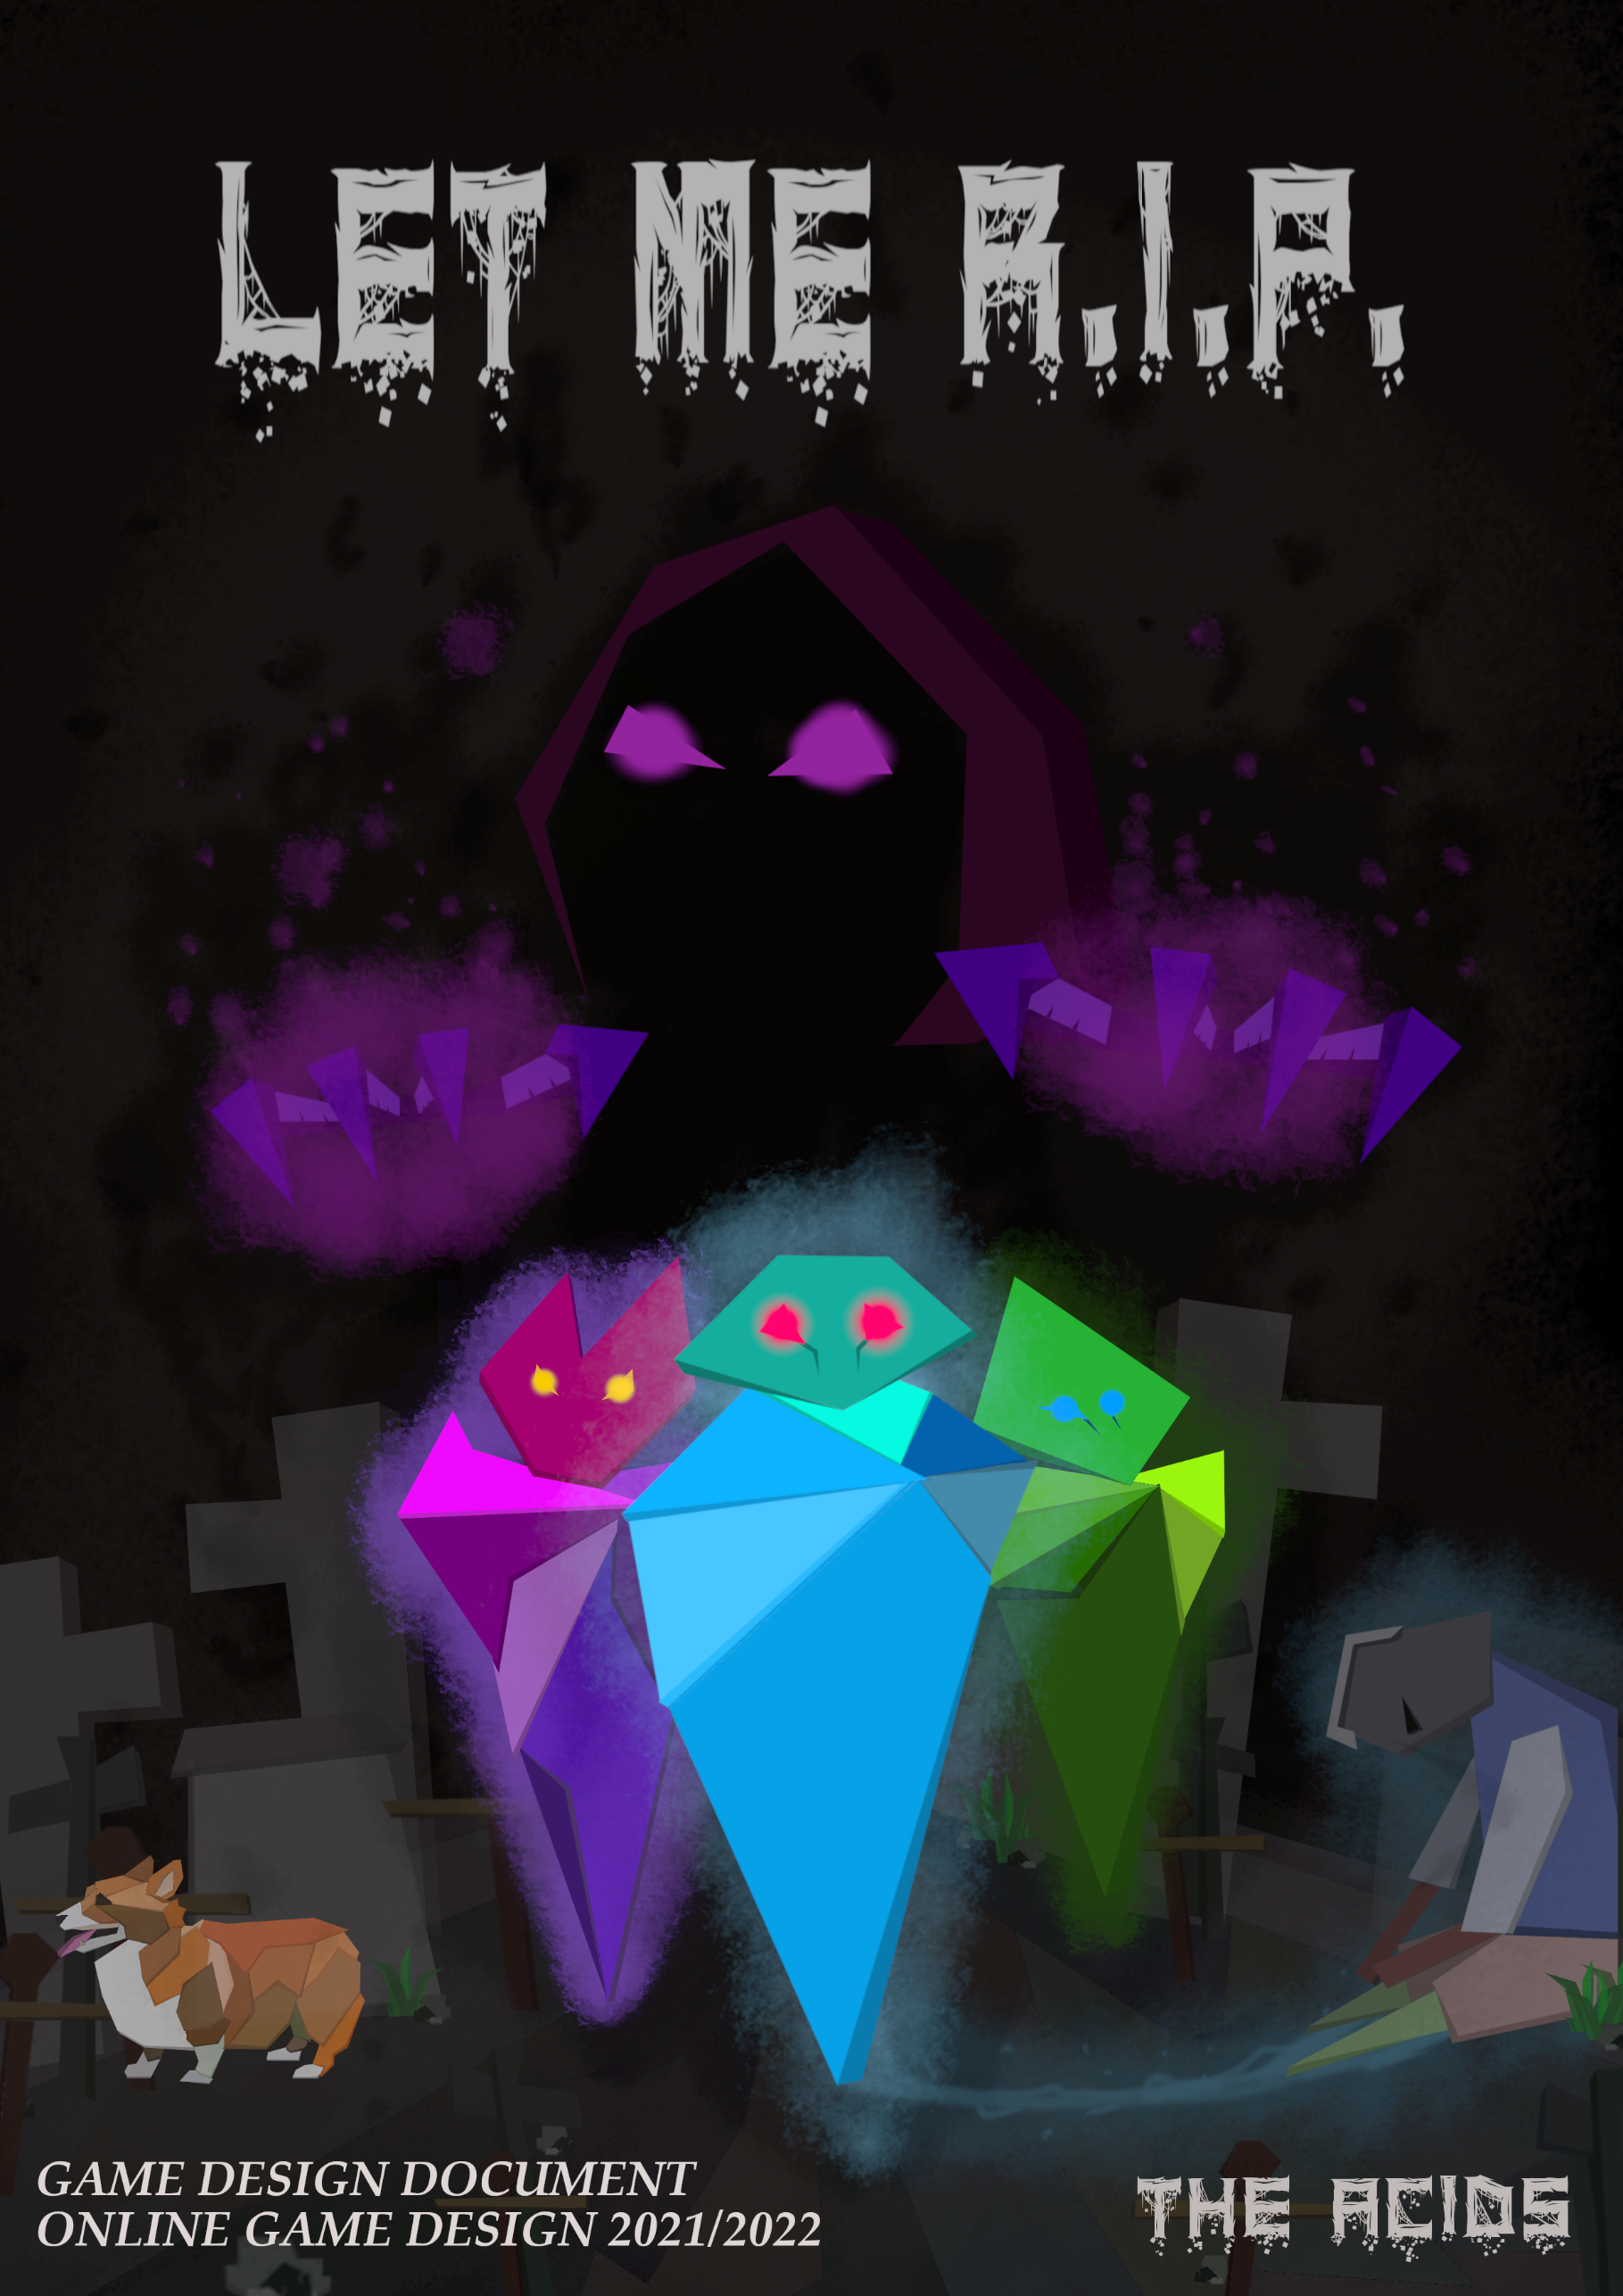 LET ME R.I.P.
GAME DESIGN DOCUMENT
ONLINE GAME DESIGN 2021/2022
THE ACIDS